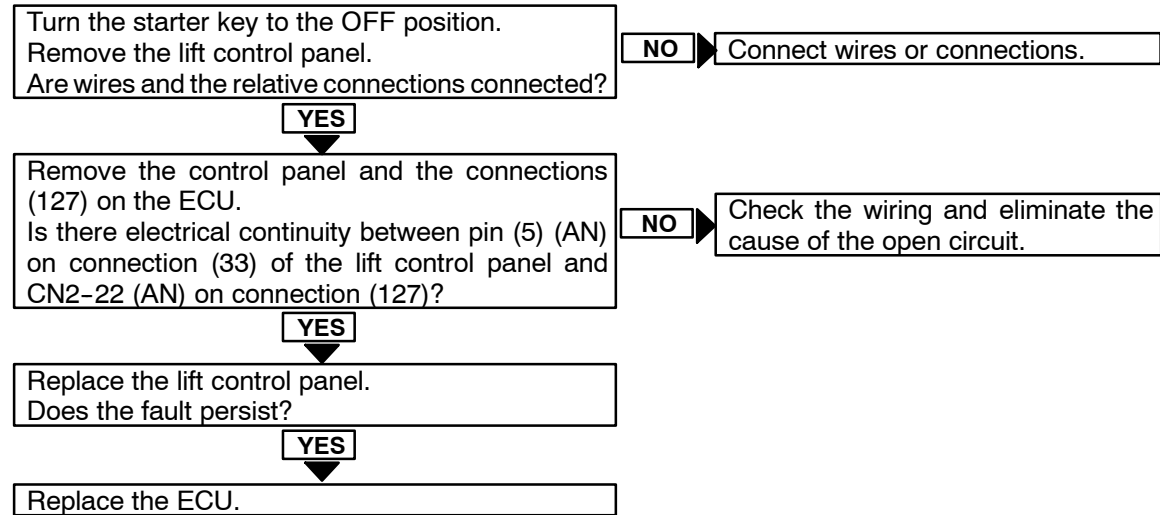 Turn the starter key to the OFF position.
Remove the lift control panel.
Are wires and the relative connections connected?
NO
Connect wires or connections.
YES
Remove the control panel and the connections
(127) on the ECU.
Is there electrical continuity between pin (5) (AN)
on connection (33) of the lift control panel and
CN2-22 (AN) on connection (127)?
NO
Check the wiring and eliminate the
cause of the open circuit.
YES
Replace the lift control panel.
Does the fault persist?
YES
Replace the ECU.